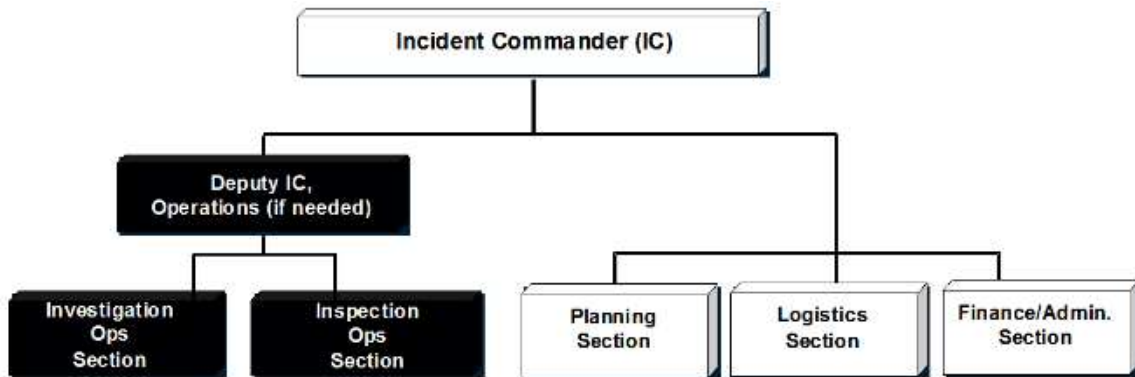 Incident Commander (IC)
Deputy IC,
Operations (if needed)
Investigation
Ops
Section
Inspection
Ops
Section
Planning
Section
Logistics
Section
Finance/Admin.
Section